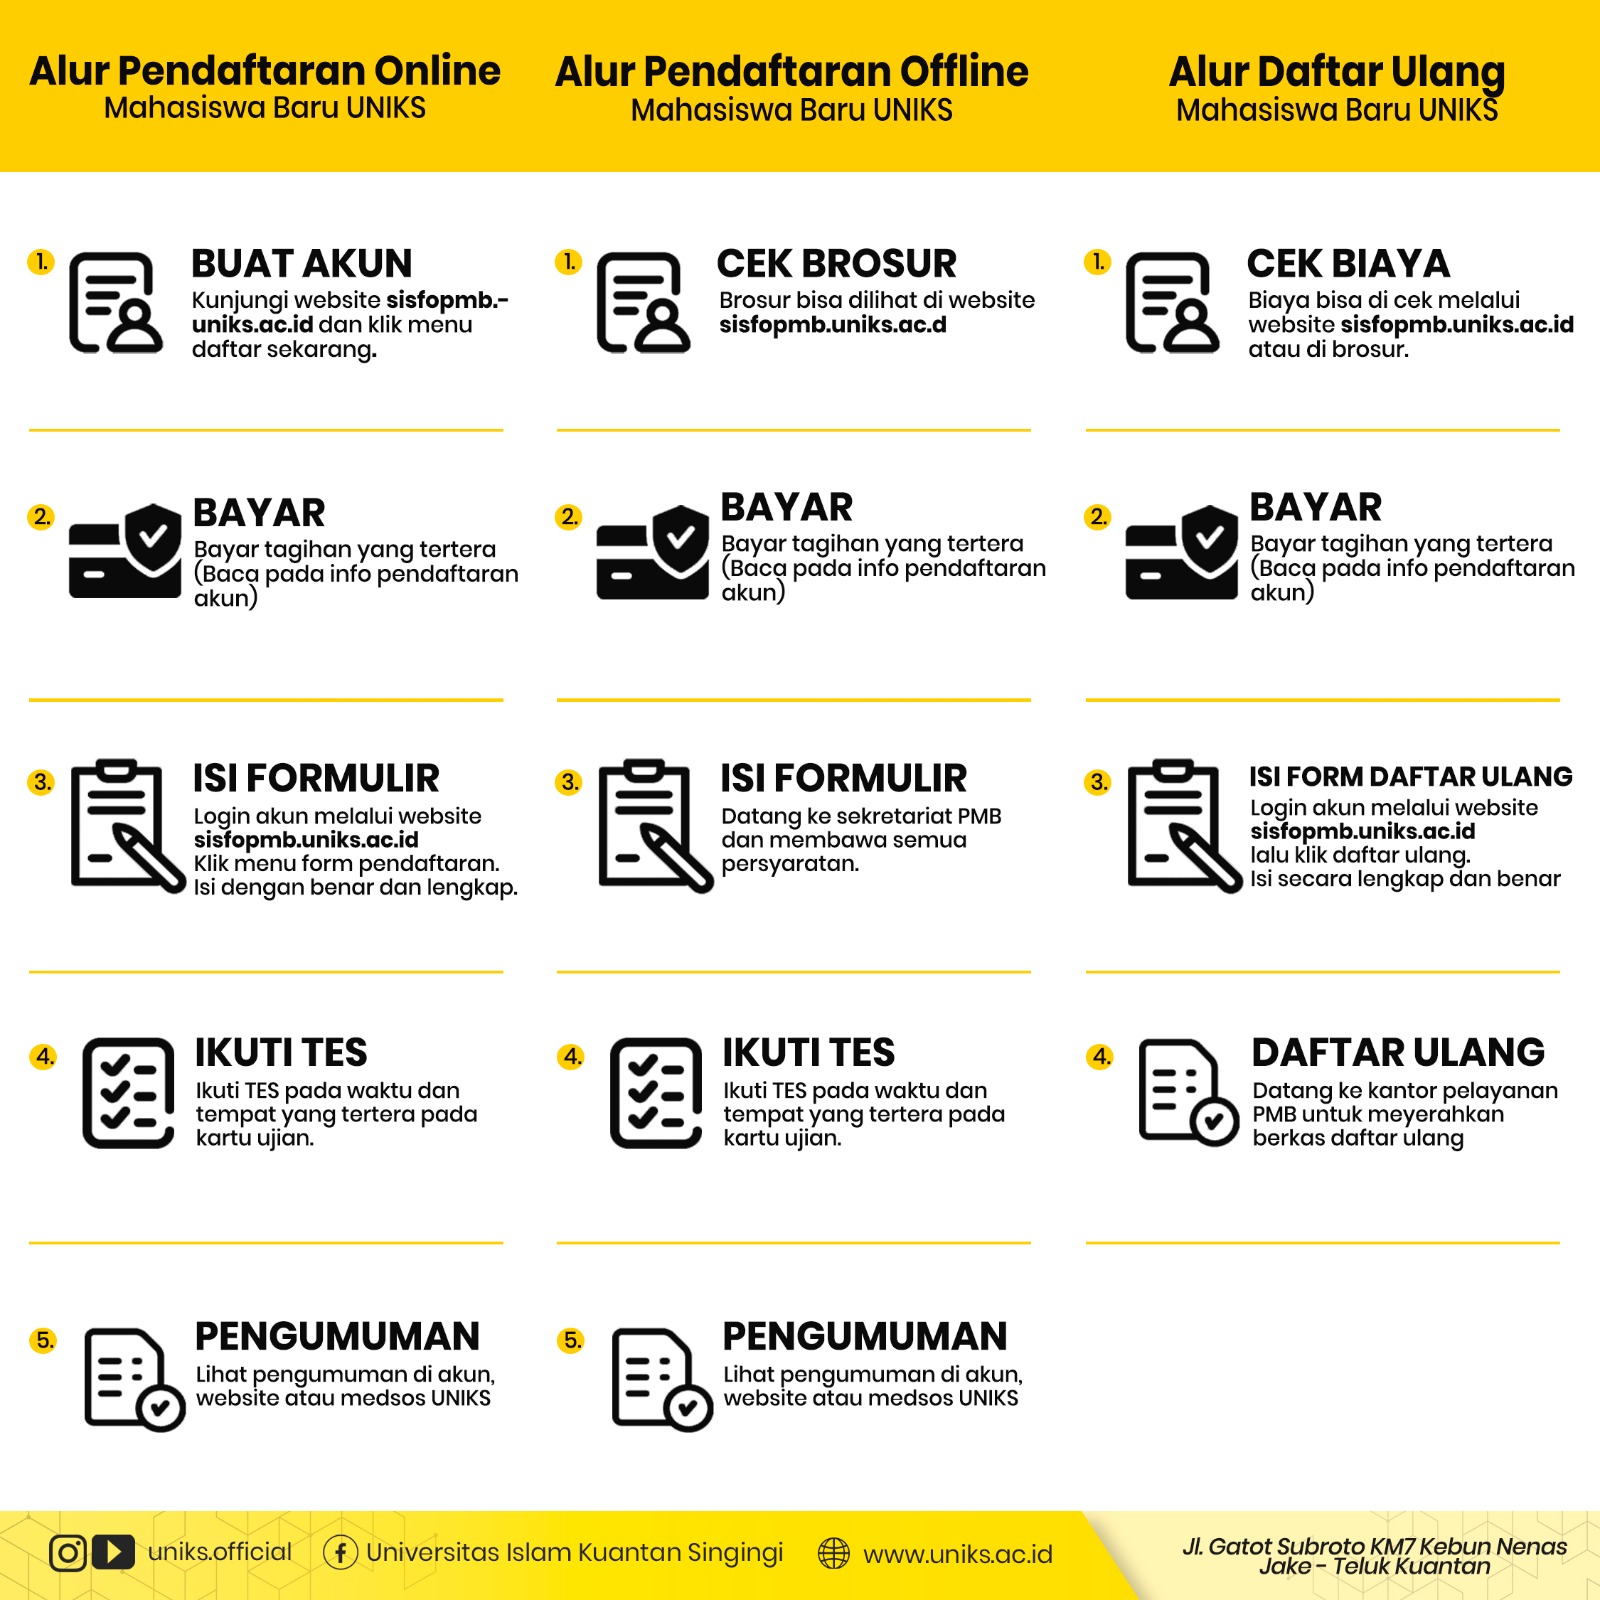 Alur Pendaftaran Online
Mahasiswa Baru UNIKS
1.
BUAT AKUN
Kunjungi website sisfopmb.-
uniks.ac.id dan klik menu
daftar sekarang.
2.
BAYAR
Bayar tagihan yang tertera
(Baca pada info pendaftaran
akun)
3.
ISI FORMULIR
Login akun melalui website
sisfopmb.uniks.ac.id
Klik menu form pendaftaran.
Isi dengan benar dan lengkap.
4.
IKUTI TES
Ikuti TES pada waktu dan
tempat yang tertera pada
kartu ujian.
5.
PENGUMUMAN
Lihat pengumuman di akun,
website atau medsos UNIKS
Alur Pendaftaran Offline
Mahasiswa Baru UNIKS
1.
CEK BROSUR
Brosur bisa dilihat di website
sisfopmb.uniks.ac.d
2.
BAYAR
Bayar tagihan yang tertera
(Baca pada info pendaftaran
akun)
3.
ISI FORMULIR
Datang ke sekretariat PMB
dan membawa semua
persyaratan.
4.
IKUTI TES
Ikuti TES pada waktu dan
tempat yang tertera pada
kartu ujian.
5.
PENGUMUMAN
Lihat pengumuman di akun,
website atau medsos UNIKS
Alur Daftar Ulang
Mahasiswa Baru UNIKS
1.
CEK BIAYA
Biaya bisa di cek melalui
website sisfopmb.uniks.ac.id
atau di brosur.
2.
BAYAR
Bayar tagihan yang tertera
(Baca pada info pendaftaran
akun)
3.
ISI FORM DAFTAR ULANG
Login akun melalui website
sisfopmb.uniks.ac.id
lalu klik daftar ulang.
Isi secara lengkap dan benar
4.
DAFTAR ULANG
Datang ke kantor pelayanan
PMB untuk meyerahkan
berkas daftar ulang
uniks.official
Universitas Islam Kuantan Singingi
www.uniks.ac.id
Jl. Gatot Subroto KM7 Kebun Nenas
Jake - Teluk Kuantan